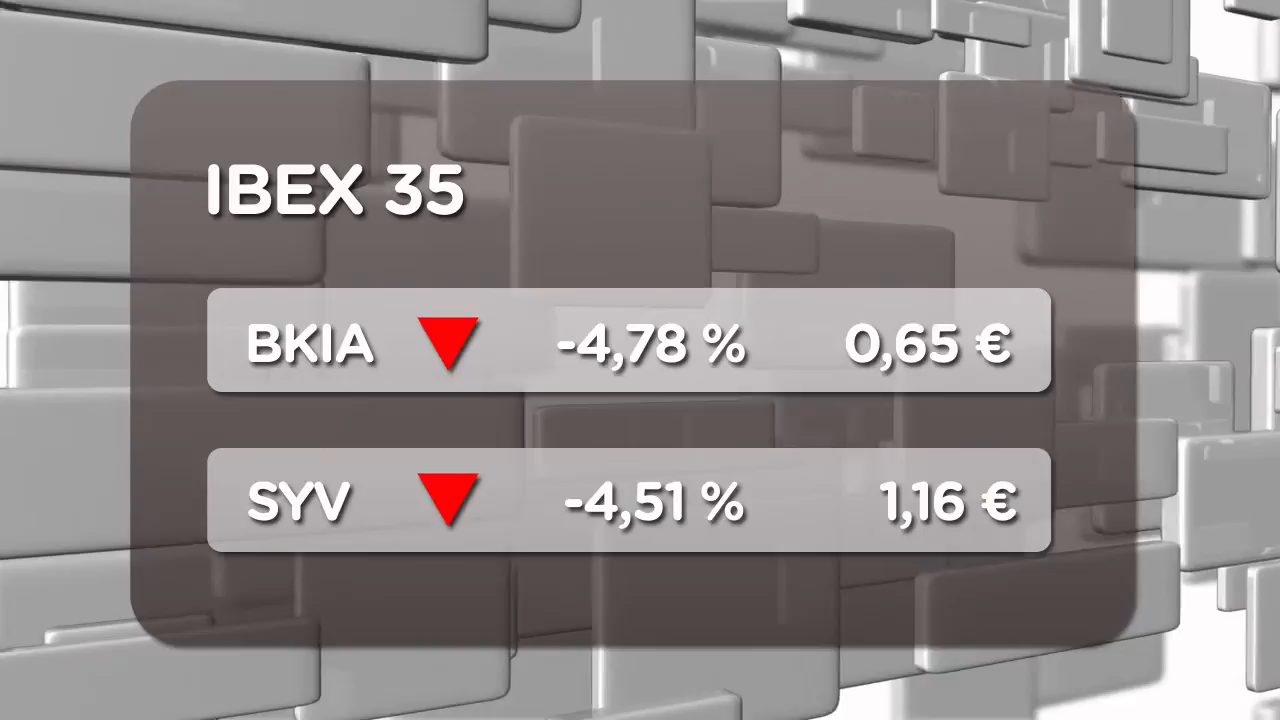 IBEX 35
BKIA -4,78 % 0,65 €
SYV -4,51 % 1,16 €